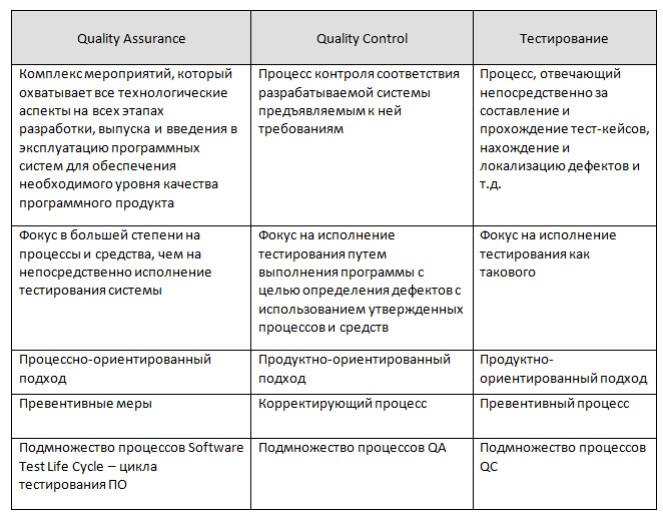 Quality Assurance
Quality Control
Тестирование
Комплекс мероприятий, который
охватывает все технологические
аспекты на всех этапах
разработки, выпуска и введения в
эксплуатацию программных
систем для обеспечения
необходимого уровня качества
программного продукта
Процесс контроля соответствия
разрабатываемой системы
предъявляемым к ней
требованиям
Процесс, отвечающий
непосредственно за
составление и
прохождение тест-кейсов,
нахождение и
локализацию дефектов и
т.д.
Фокус в большей степени на
процессы и средства, чем на
непосредственно исполнение
тестирования системы
Фокус на исполнение
тестирования путем
выполнения программы с
целью определения дефектов с
использованием утвержденных
процессов и средств
Фокус на исполнение
тестирования как
такового
Процессно-ориентированный
подход
Продуктно-ориентированный
подход
Продуктно-
ориентированный подход
Превентивные меры
Корректирующий процесс
Превентивный процесс
Подмножество процессов Software
Test Life Cycle – цикла
тестирования ПО
Подмножество процессов QA
Подмножество процессов
QC